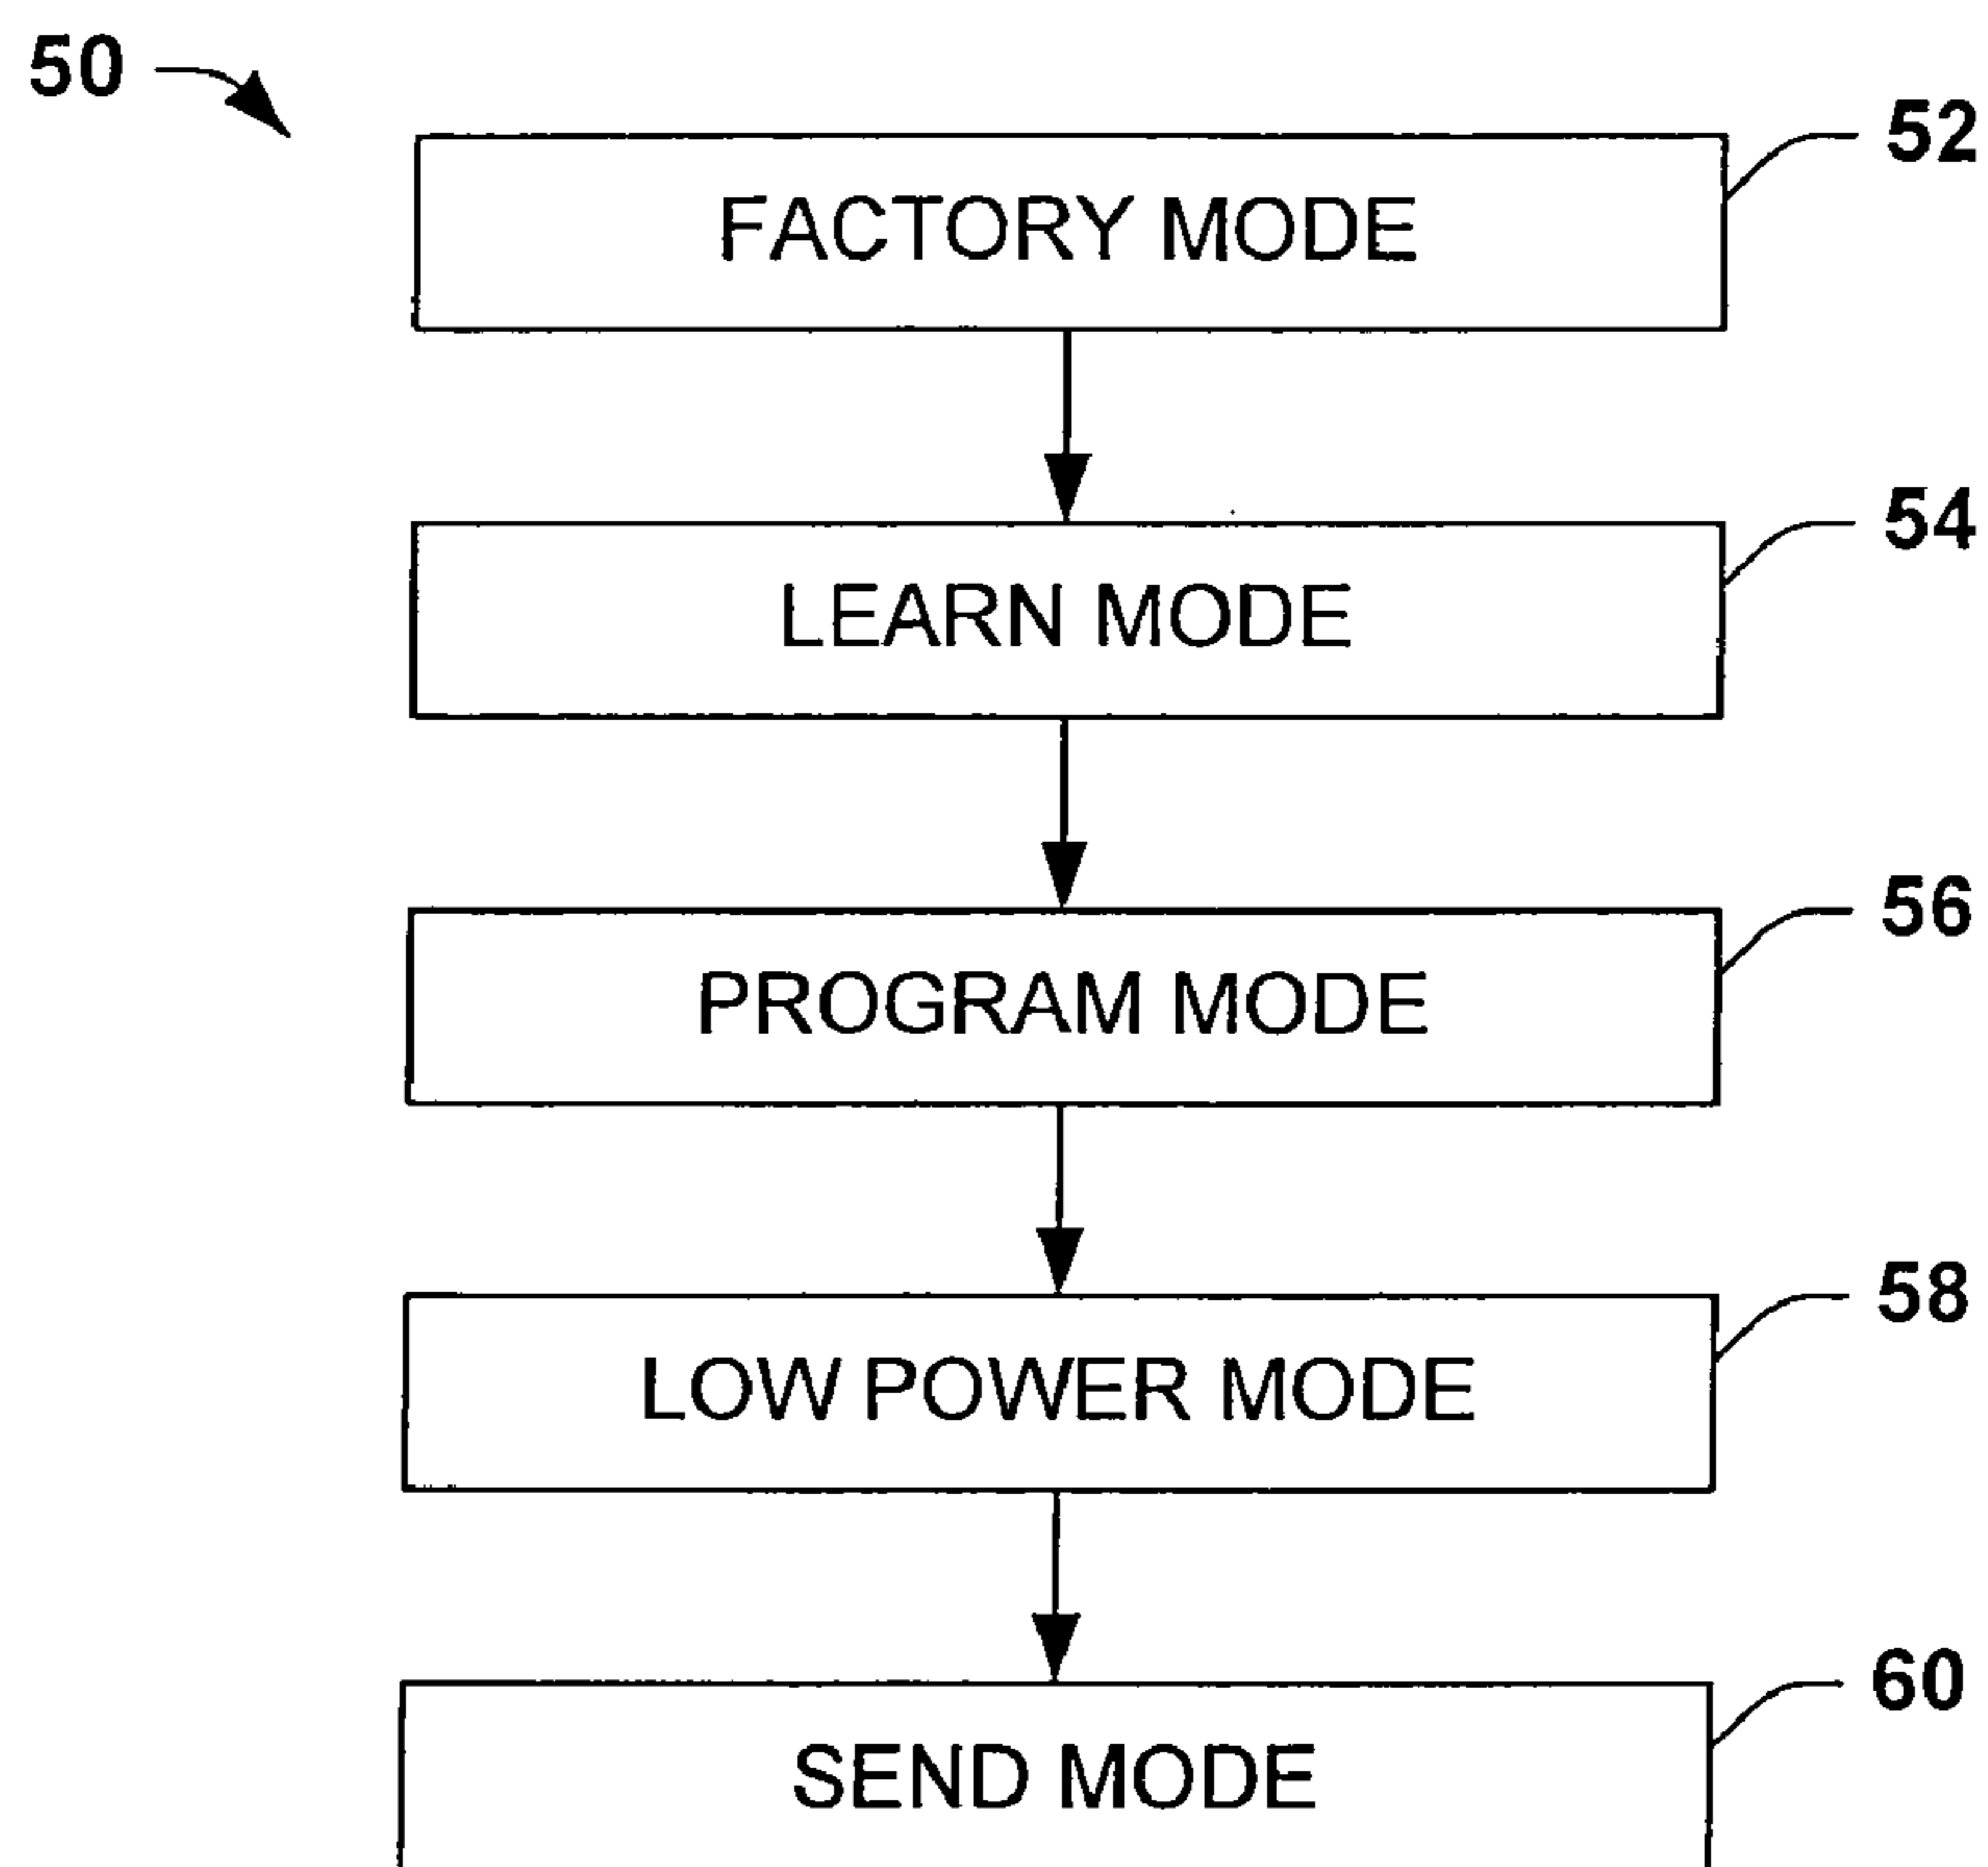 50
52
FACTORY MODE
54
LEARN MODE
56
PROGRAM MODE
58
LOW POWER MODE
60
SEND MODE